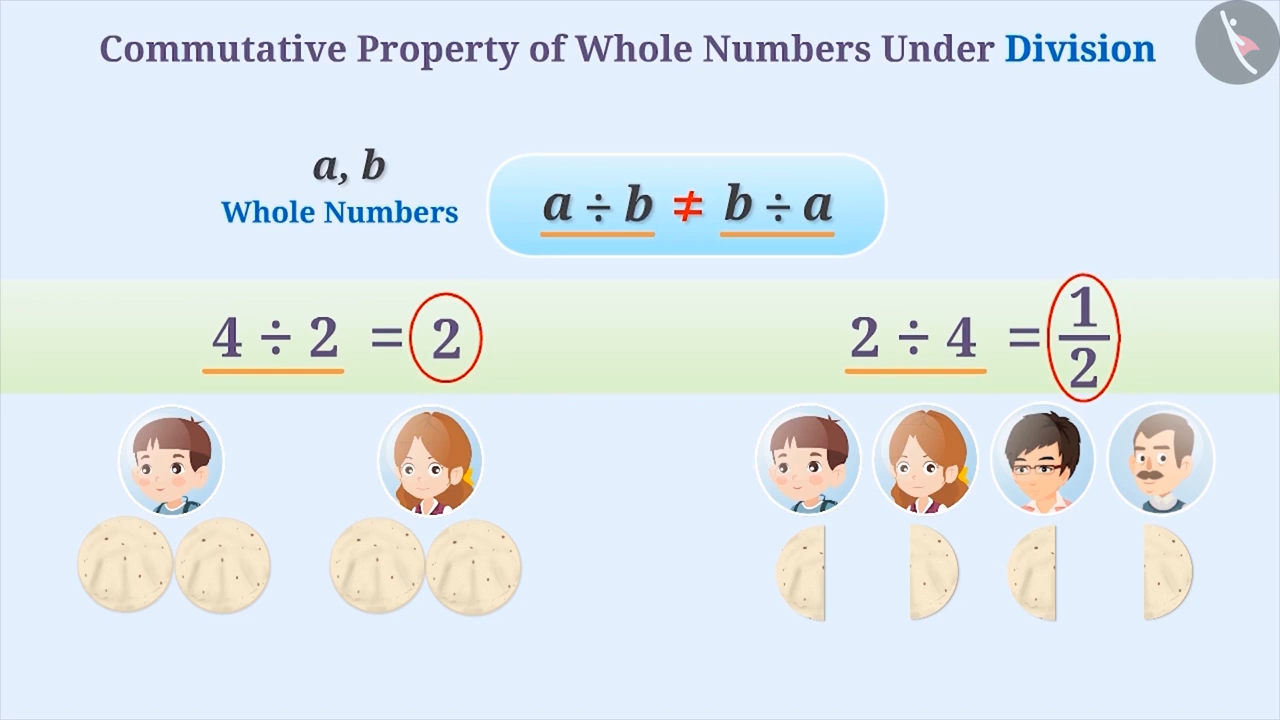 Commutative Property of Whole Numbers Under Division
a, b
Whole Numbers
a ÷ b ≠ b ÷ a
4 ÷ 2 = 2
2 ÷ 4 = 1/2